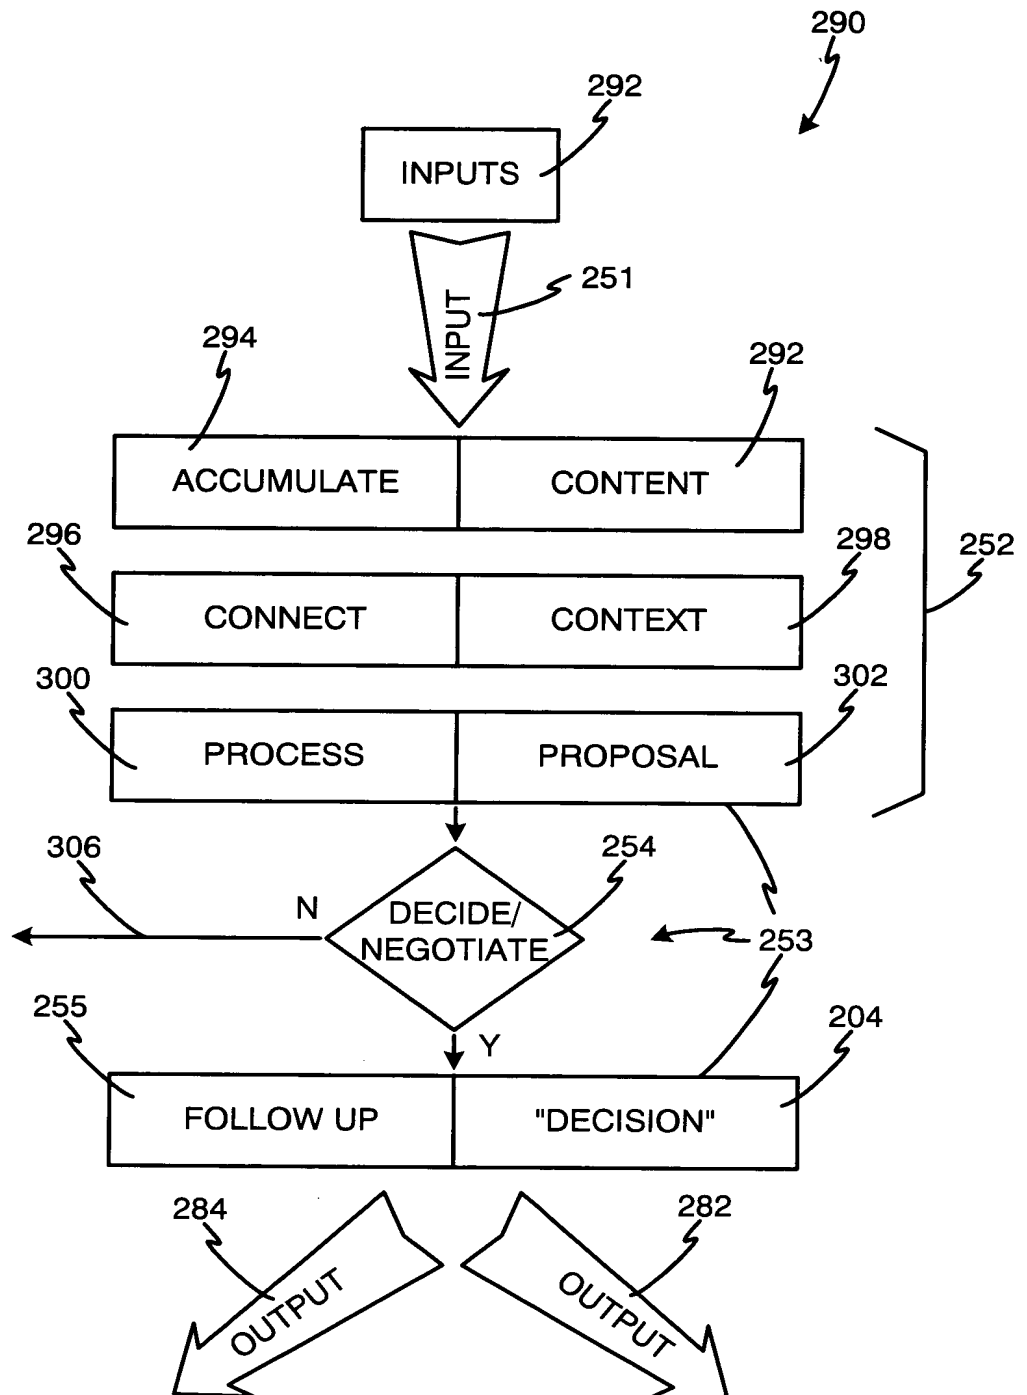 290
292
INPUTS
251
INPUT
294
292
ACCUMULATE CONTENT
296
298
252
CONNECT CONTEXT
300
302
PROCESS PROPOSAL
306
254
N
DECIDE/
NEGOTIATE
253
255
204
Y
FOLLOW UP "DECISION"
284
282
OUTPUT
OUTPUT